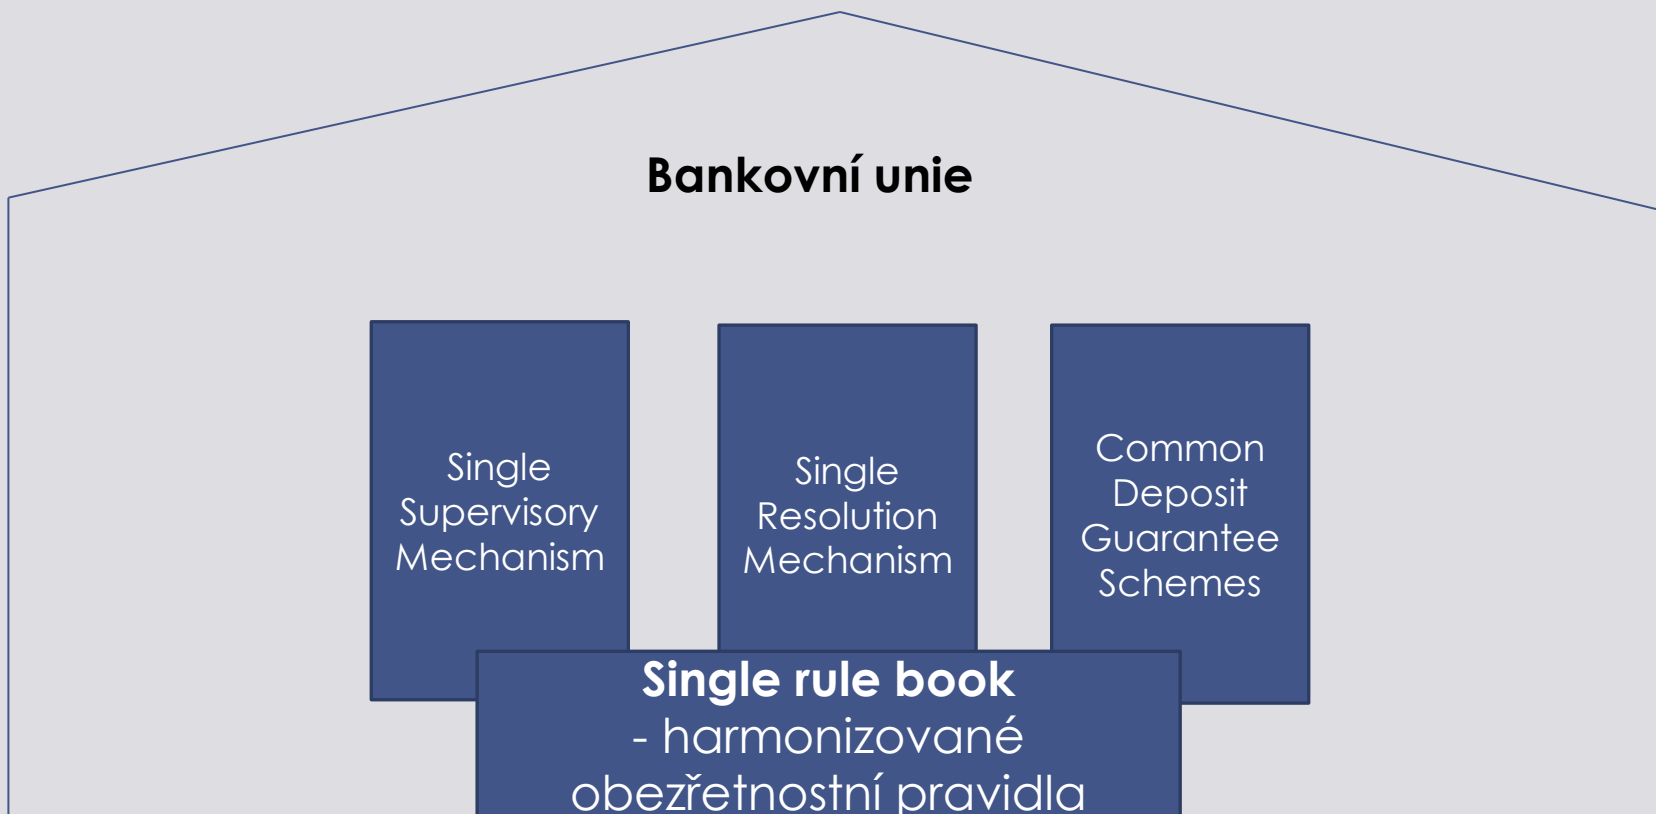 Bankovní unie
Single
Supervisory
Mechanism
Single
Resolution
Mechanism
Common
Deposit
Guarantee
Schemes
Single rule book
- harmonizované
obezřetnostní pravidla